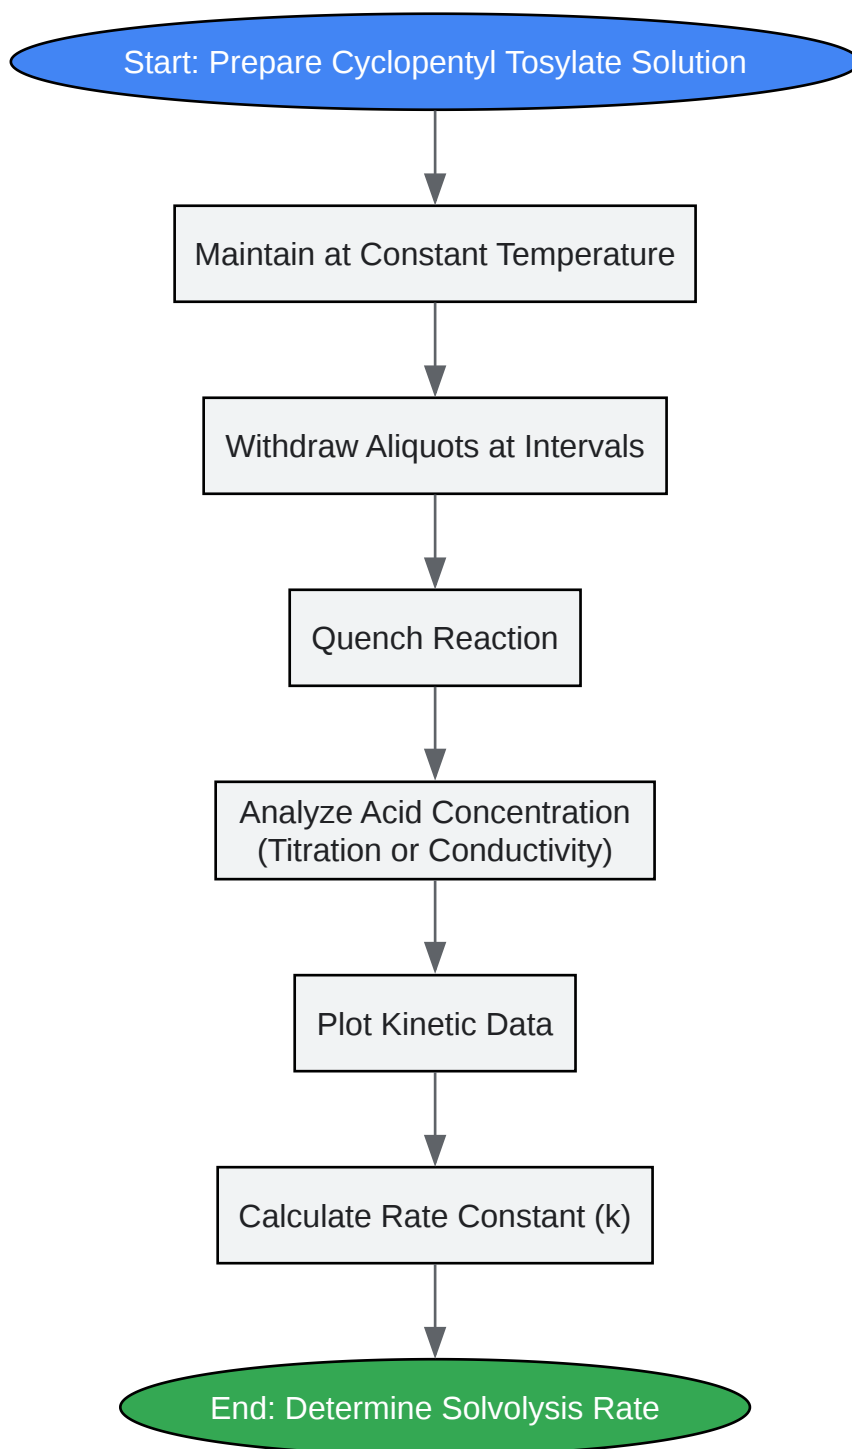 Start: Prepare Cyclopentyl Tosylate Solution
Maintain at Constant Temperature
Withdraw Aliquots at Intervals
Quench Reaction
Analyze Acid Concentration
(Titration or Conductivity)
Plot Kinetic Data
Calculate Rate Constant (k)
End: Determine Solvolysis Rate